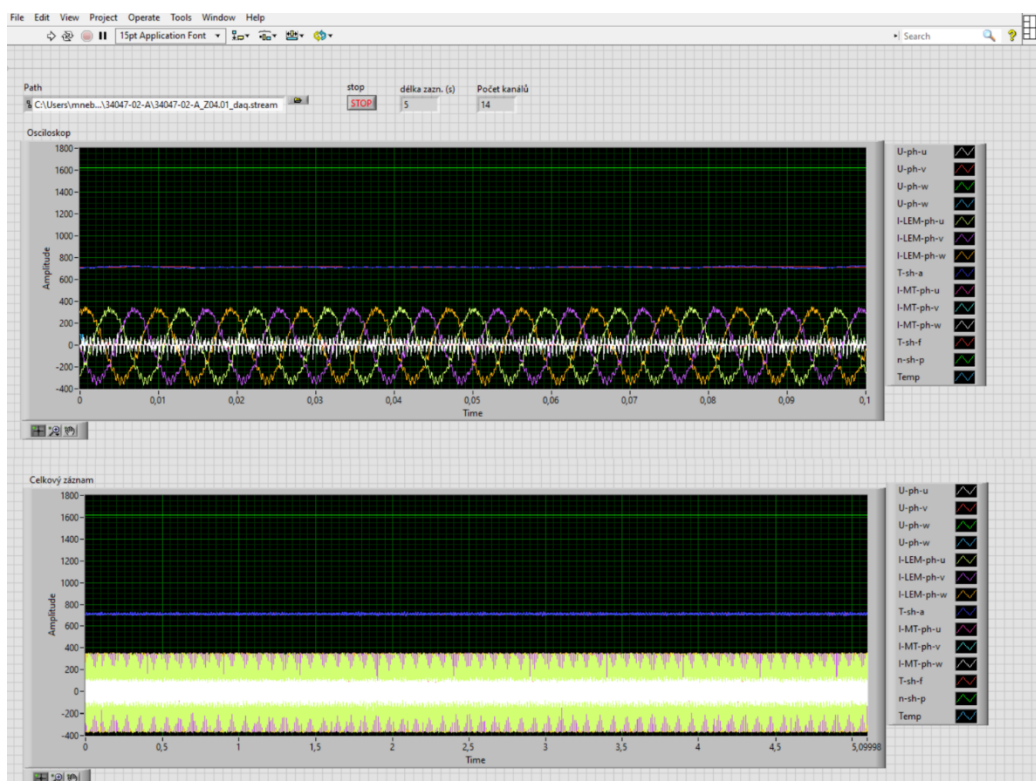 File Edit View Project Operate Tools Window Help
15pt Application Font
Search
Path
C:\Users\mneb...\34047-02-A\34047-02-A_Z04.01_daq.stream
stop
STOP
délka zazn. (s)
5
Počet kanálů
14
Osciloskop
1800
1600
1400
1200
1000
800
600
400
200
0
-200
-400
Amplitude
0 0,01 0,02 0,03 0,04 0,05 0,06 0,07 0,08 0,09 0,1
Time
U-ph-u
U-ph-v
U-ph-w
U-ph-w
I-LEM-ph-u
I-LEM-ph-v
I-LEM-ph-w
T-sh-a
I-MT-ph-u
I-MT-ph-v
I-MT-ph-w
T-sh-f
n-sh-p
Temp
Celkový záznam
1800
1600
1400
1200
1000
800
600
400
200
0
-200
-400
Amplitude
0 0,5 1 1,5 2 2,5 3 3,5 4 4,5 5,09998
Time
U-ph-u
U-ph-v
U-ph-w
U-ph-w
I-LEM-ph-u
I-LEM-ph-v
I-LEM-ph-w
T-sh-a
I-MT-ph-u
I-MT-ph-v
I-MT-ph-w
T-sh-f
n-sh-p
Temp